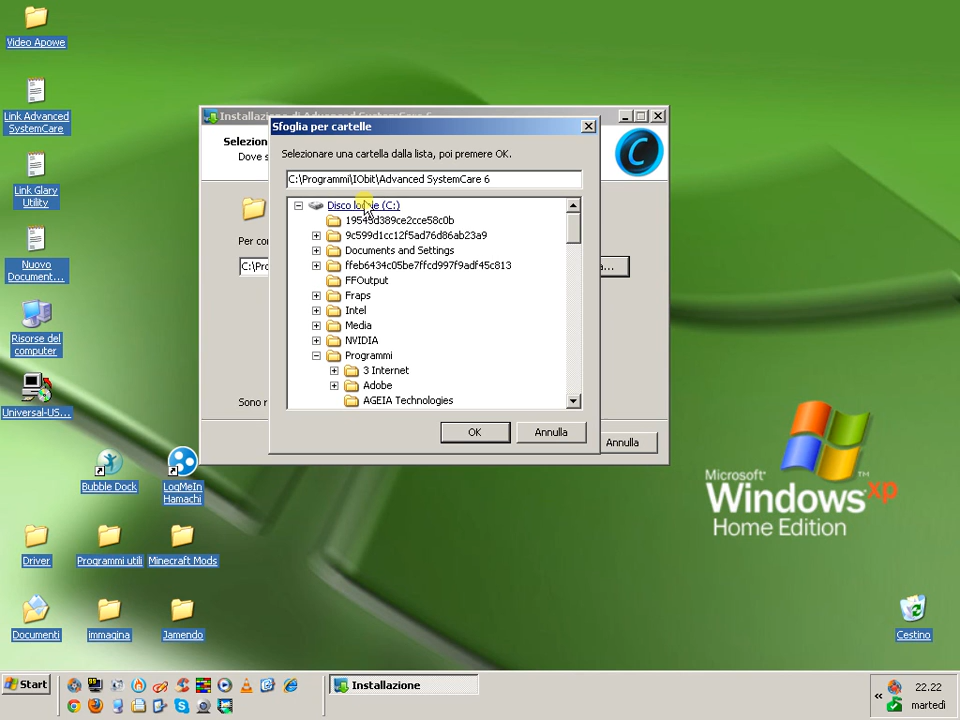 Video Apowe
Link Advanced
SystemCare
Link Glary
Utility
Nuovo
Document...
Risorse del
computer
Universal-US...
Bubble Dock
LogMeIn
Hamachi
Driver
Programmi utili
Minecraft Mods
Documenti
immagina
Jamendo
Selezion
Dove s
Per co
C:\Pro
a...
Sono r
Annulla
Sfoglia per cartelle
Selezionare una cartella dalla lista, poi premere OK.
C:\Programmi\IObit\Advanced SystemCare 6
Disco locale (C:)
9c599d1cc12f5ad76d86ab23a9
Documents and Settings
ffeb6434c05be7ffcd997f9adf45c813
FFOutput
Fraps
Intel
Media
NVIDIA
Programmi
3 Internet
Adobe
AGEIA Technologies
OK
Annulla
Microsoft®
Windows xp
Home Edition
Cestino
Start
Installazione
22.22
martedì